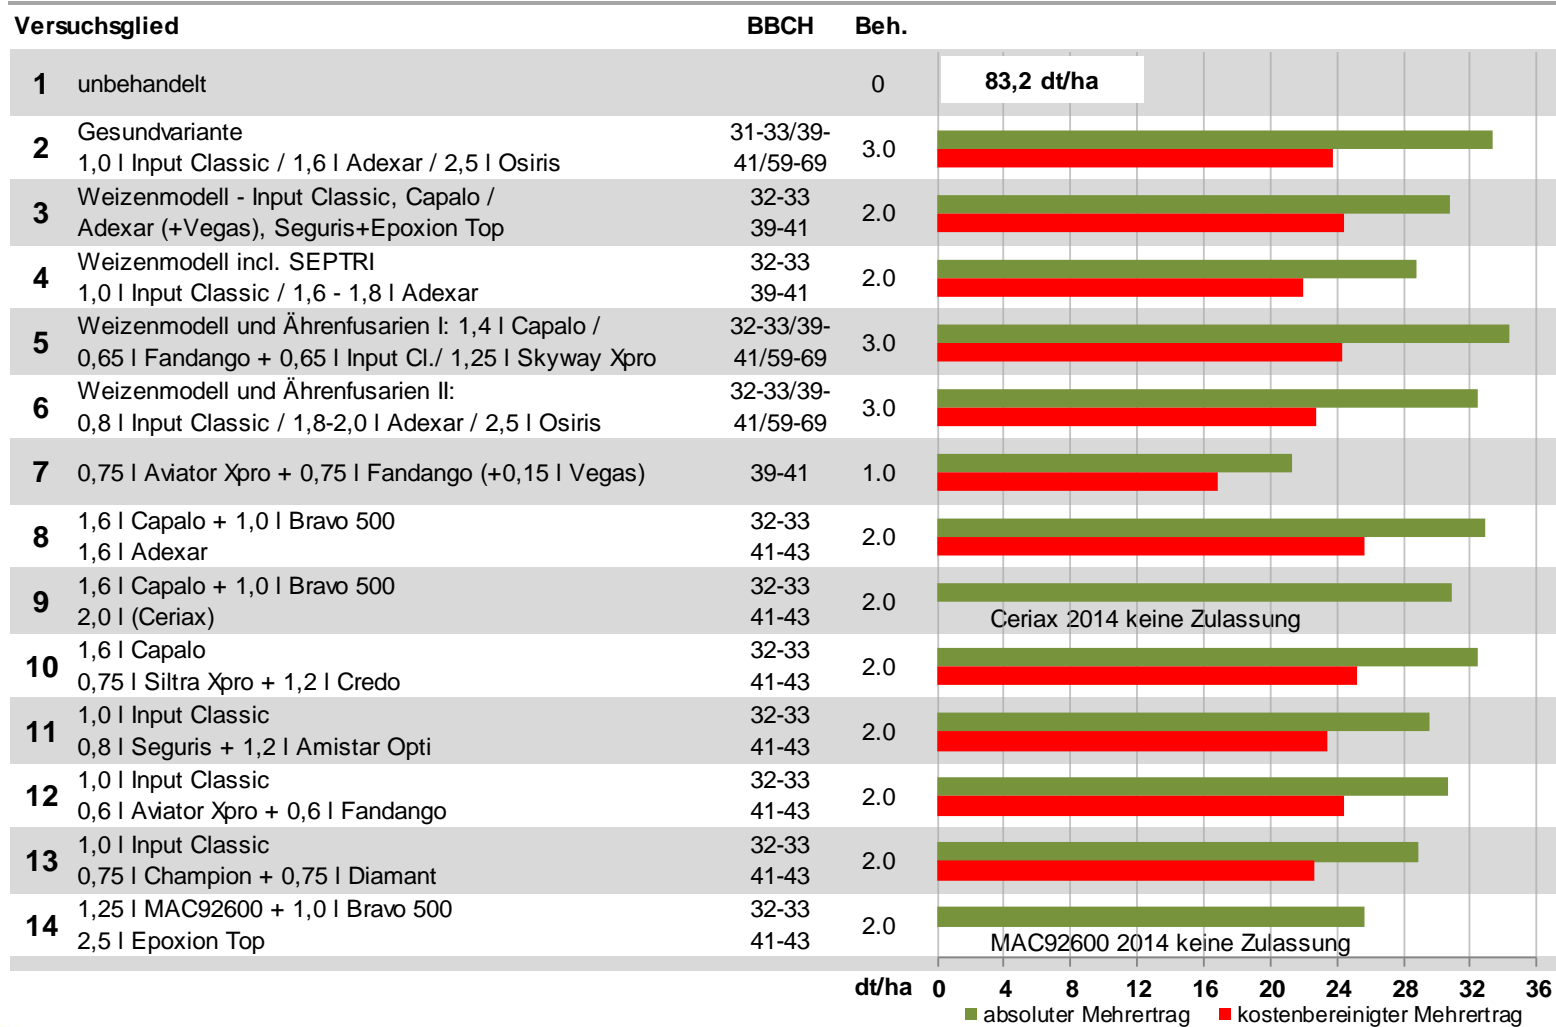 Versuchsglied BBCH Beh.
1 unbehandelt 0 83,2 dt/ha
Gesundvariante 31-33/39-
2 3.0
1,0 l Input Classic / 1,6 l Adexar / 2,5 l Osiris 41/59-69
Weizenmodell - Input Classic, Capalo / 32-33
3 2.0
Adexar (+Vegas), Seguris+Epoxion Top 39-41
Weizenmodell incl. SEPTRI 32-33
4 2.0
1,0 l Input Classic / 1,6 - 1,8 l Adexar 39-41
Weizenmodell und Ährenfusarien I: 1,4 l Capalo / 32-33/39-
5 3.0
0,65 l Fandango + 0,65 l Input Cl./ 1,25 l Skyway Xpro 41/59-69
Weizenmodell und Ährenfusarien II: 32-33/39-
6 3.0
0,8 l Input Classic / 1,8-2,0 l Adexar / 2,5 l Osiris 41/59-69
7 0,75 l Aviator Xpro + 0,75 l Fandango (+0,15 l Vegas) 39-41 1.0
1,6 l Capalo + 1,0 l Bravo 500 32-33
8 2.0
1,6 l Adexar 41-43
1,6 l Capalo + 1,0 l Bravo 500 32-33
9 2.0
2,0 l (Ceriax) 41-43 Ceriax 2014 keine Zulassung
1,6 l Capalo 32-33
10 2.0
0,75 l Siltra Xpro + 1,2 l Credo 41-43
1,0 l Input Classic 32-33
11 2.0
0,8 l Seguris + 1,2 l Amistar Opti 41-43
1,0 l Input Classic 32-33
12 2.0
0,6 l Aviator Xpro + 0,6 l Fandango 41-43
1,0 l Input Classic 32-33
13 2.0
0,75 l Champion + 0,75 l Diamant 41-43
1,25 l MAC92600 + 1,0 l Bravo 500 32-33
14 2.0
2,5 l Epoxion Top 41-43 MAC92600 2014 keine Zulassung
dt/ha 0 4 8 12 16 20 24 28 32 36
absoluter Mehrertrag kostenbereinigter Mehrertrag